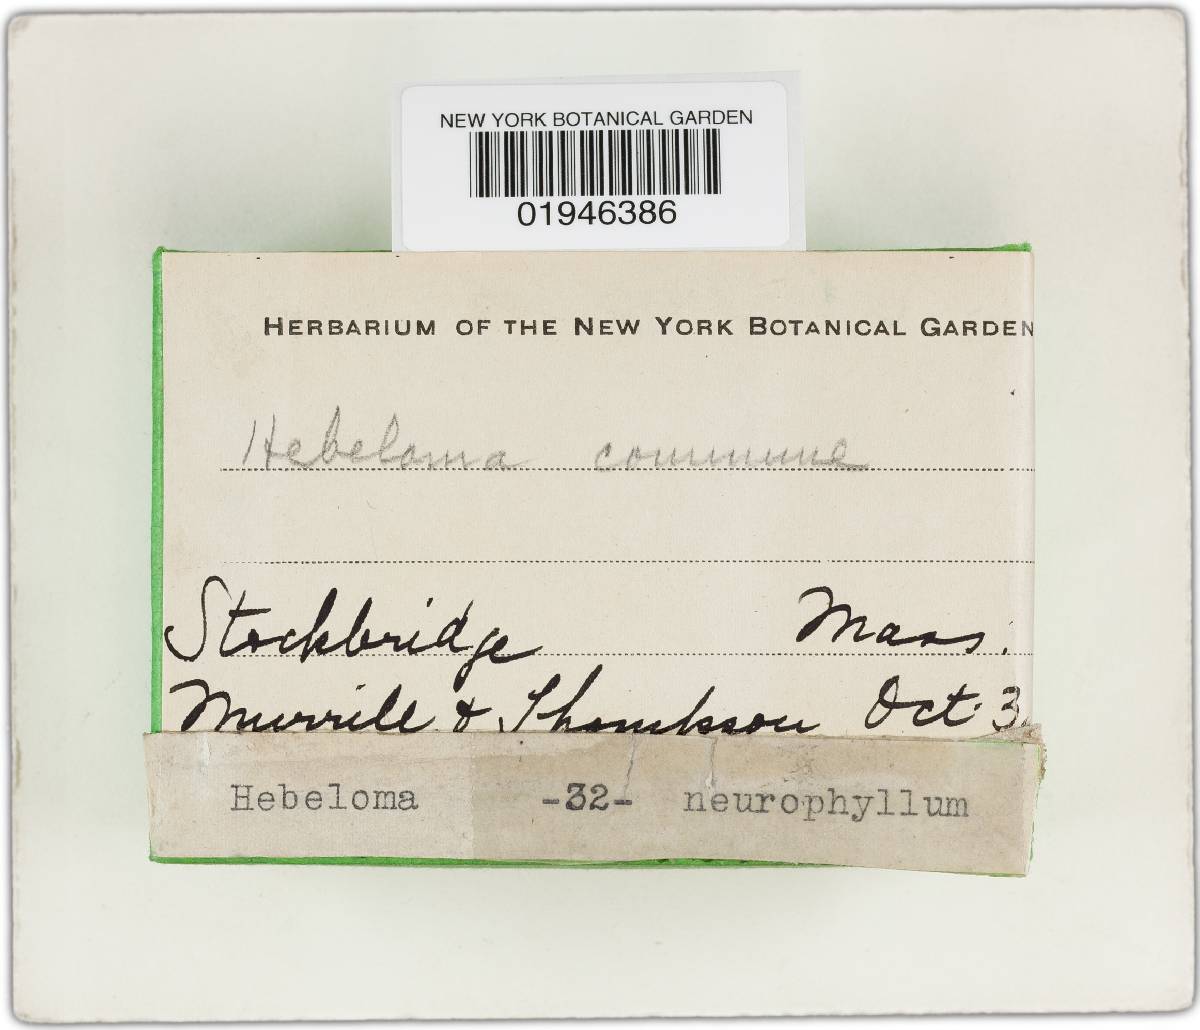 NEW YORK BOTANICAL GARDEN
01946386
HERBARIUM OF THE NEW YORK BOTANICAL GARDEN
Hebeloma commune
Stockbridge Mass.
Murrill & Thompson Oct. 3
Hebeloma -32- neurophyllum